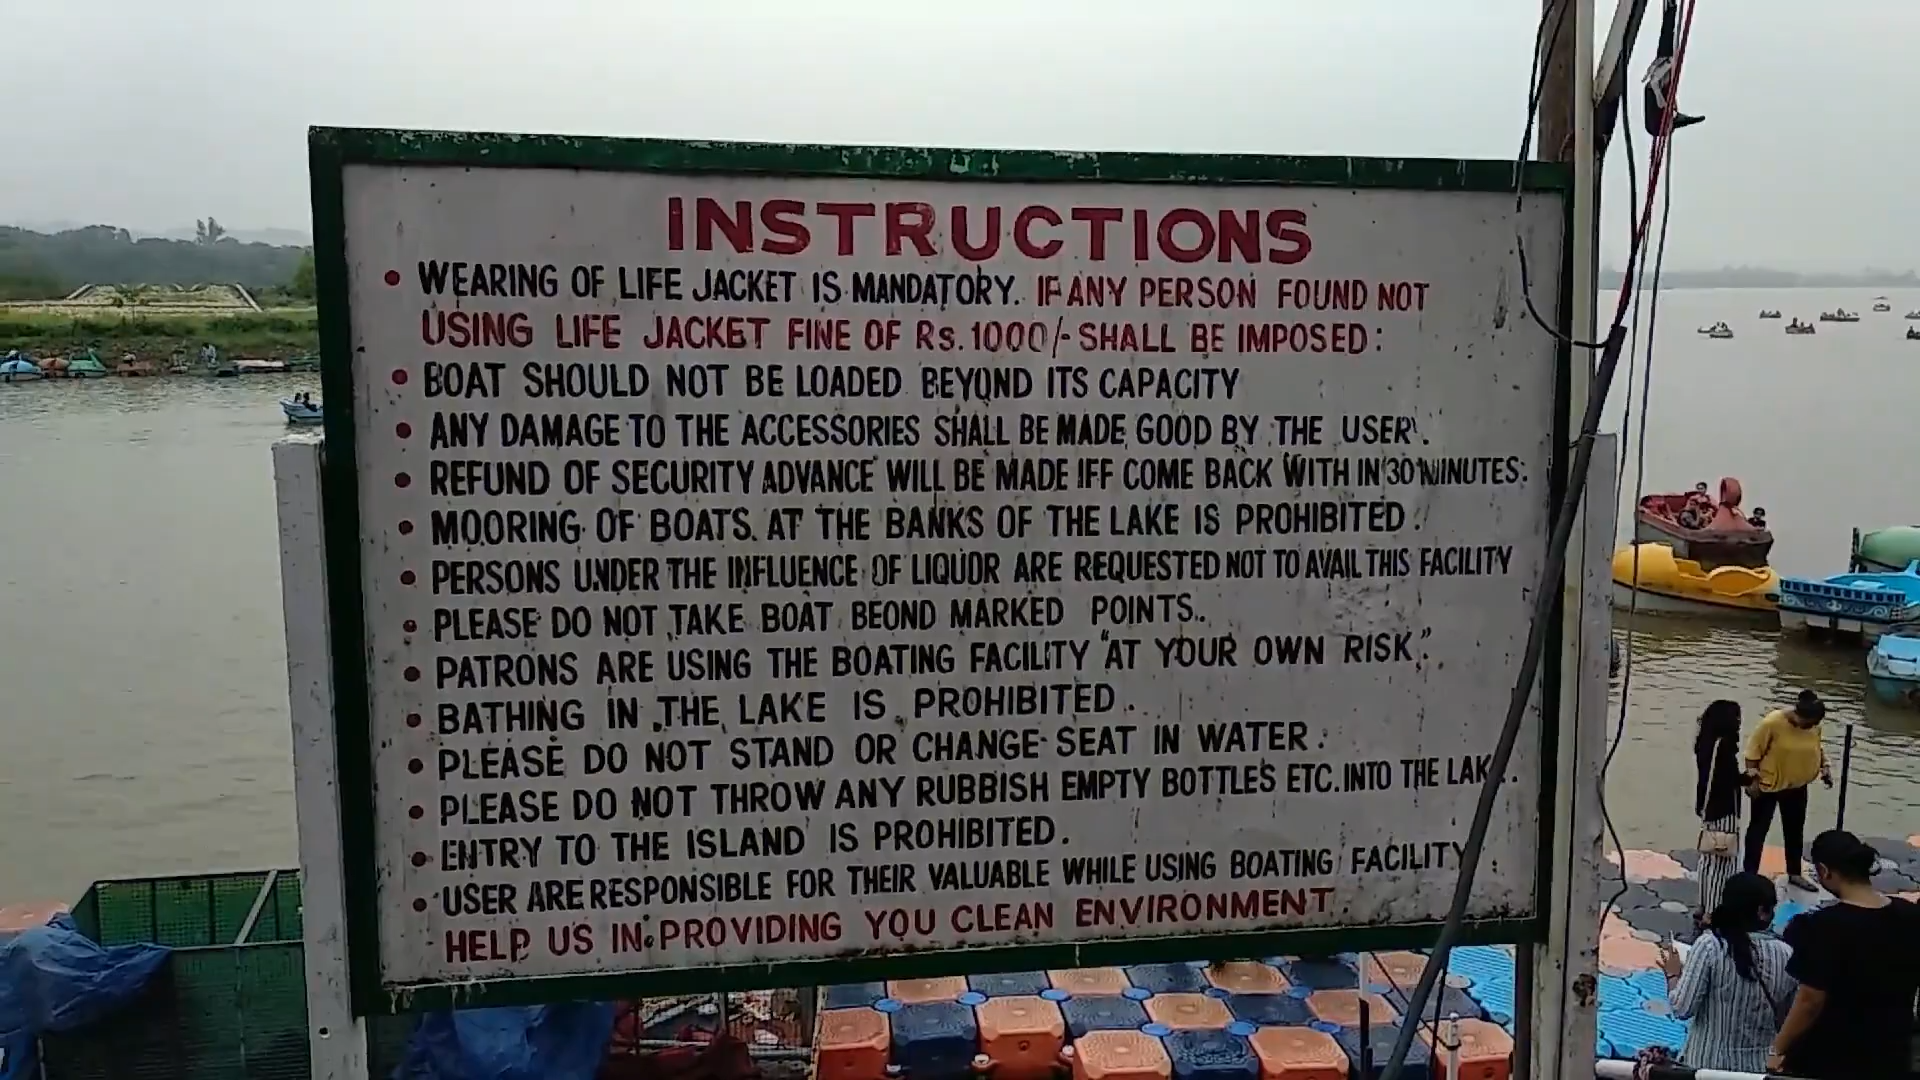 INSTRUCTIONS
• WEARING OF LIFE JACKET IS MANDATORY. IF ANY PERSON FOUND NOT
USING LIFE JACKET FINE OF Rs.1000/- SHALL BE IMPOSED:
• BOAT SHOULD NOT BE LOADED BEYOND ITS CAPACITY
• ANY DAMAGE TO THE ACCESSORIES SHALL BE MADE GOOD BY THE USER.
• REFUND OF SECURITY ADVANCE WILL BE MADE IFF COME BACK WITH IN 30 MINUTES.
• MOORING OF BOATS AT THE BANKS OF THE LAKE IS PROHIBITED.
• PERSONS UNDER THE INFLUENCE OF LIQUOR ARE REQUESTED NOT TO AVAIL THIS FACILITY
• PLEASE DO NOT TAKE BOAT BEOND MARKED POINTS..
• PATRONS ARE USING THE BOATING FACILITY "AT YOUR OWN RISK".
• BATHING IN THE LAKE IS PROHIBITED.
• PLEASE DO NOT STAND OR CHANGE SEAT IN WATER.
• PLEASE DO NOT THROW ANY RUBBISH EMPTY BOTTLES ETC. INTO THE LAKE.
• ENTRY TO THE ISLAND IS PROHIBITED.
• USER ARE RESPONSIBLE FOR THEIR VALUABLE WHILE USING BOATING FACILITY.
HELP US IN PROVIDING YOU CLEAN ENVIRONMENT